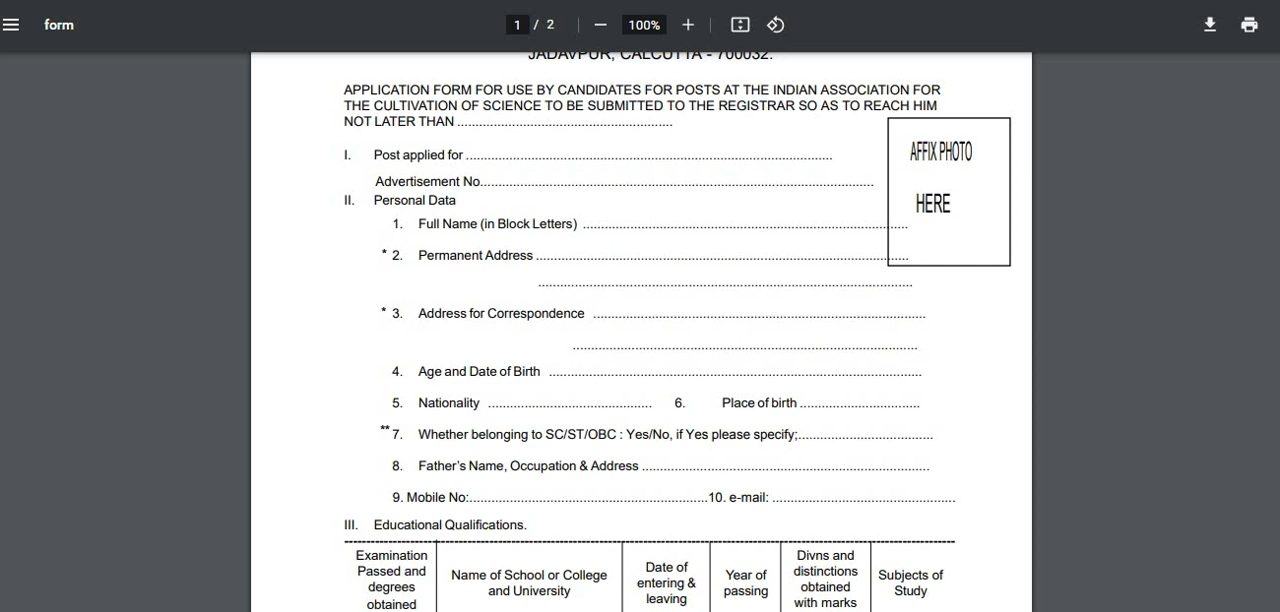 form
1 / 2
100%
JADAVPUR, CALCUTTA - 700032.
APPLICATION FORM FOR USE BY CANDIDATES FOR POSTS AT THE INDIAN ASSOCIATION FOR
THE CULTIVATION OF SCIENCE TO BE SUBMITTED TO THE REGISTRAR SO AS TO REACH HIM
NOT LATER THAN ...........................................................
AFFIX PHOTO
HERE
I. Post applied for ....................................................................................................
Advertisement No...........................................................................................................
II. Personal Data
1. Full Name (in Block Letters) .........................................................................................
* 2. Permanent Address ......................................................................................................
......................................................................................................
* 3. Address for Correspondence ...........................................................................................
..............................................................................................
4. Age and Date of Birth ......................................................................................................
5. Nationality ............................................. 6. Place of birth .................................
** 7. Whether belonging to SC/ST/OBC : Yes/No, if Yes please specify;.....................................
8. Father's Name, Occupation & Address ...............................................................................
9. Mobile No:.................................................................10. e-mail: ..................................................
III. Educational Qualifications.
Examination
Passed and
degrees
obtained
Name of School or College
and University
Date of
entering &
leaving
Year of
passing
Divns and
distinctions
obtained
with marks
Subjects of
Study